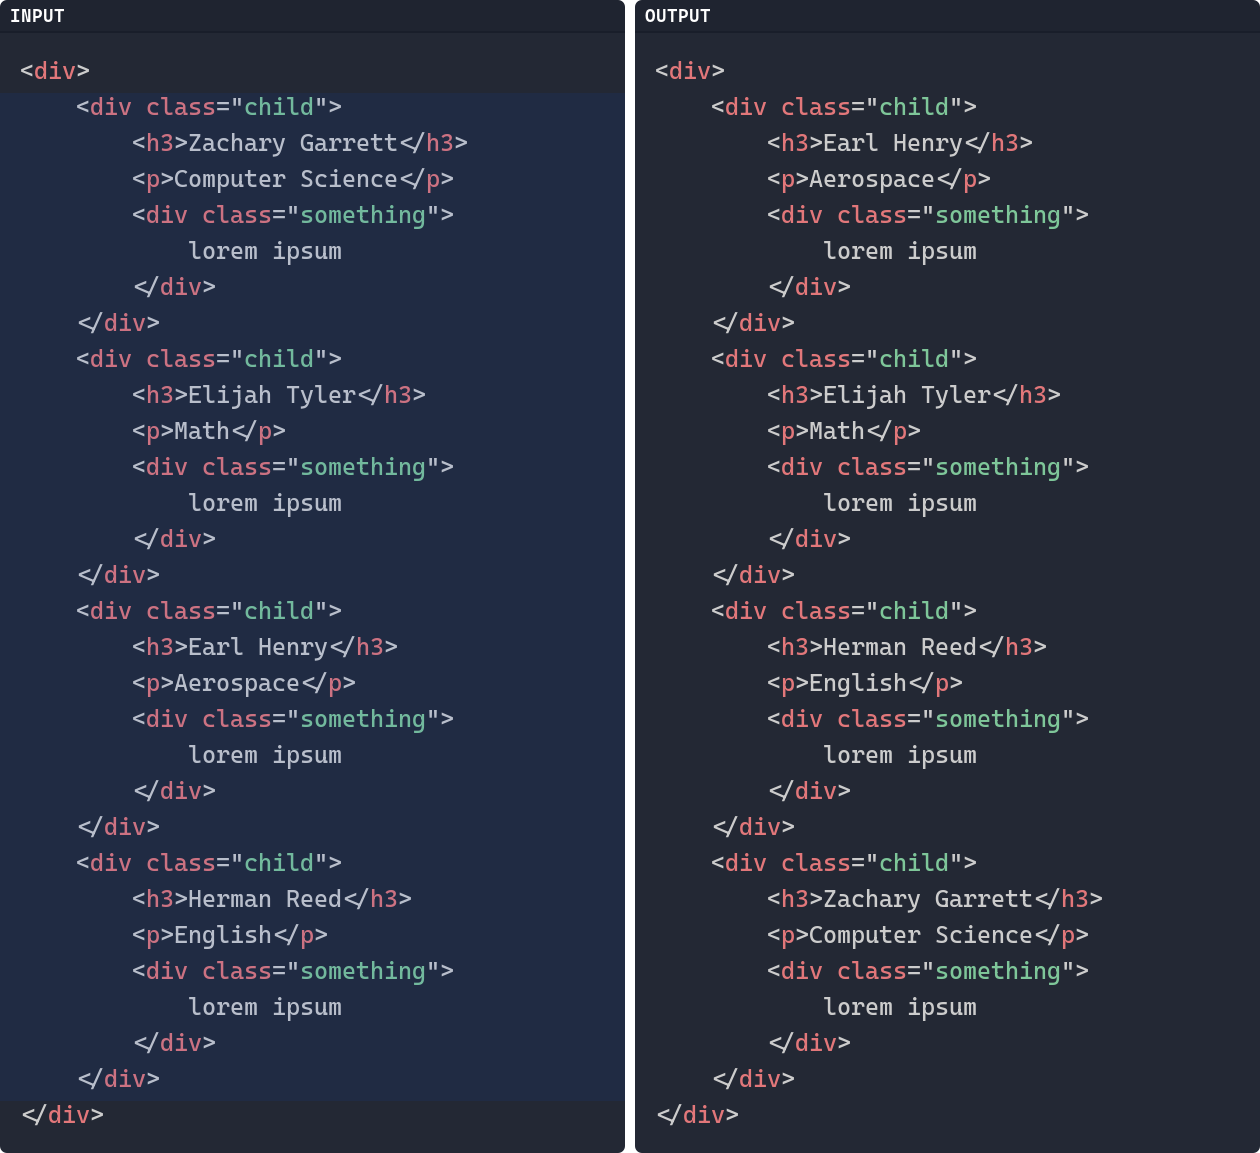 INPUT
<div>
    <div class="child">
        <h3>Zachary Garrett</h3>
        <p>Computer Science</p>
        <div class="something">
            lorem ipsum
        </div>
    </div>
    <div class="child">
        <h3>Elijah Tyler</h3>
        <p>Math</p>
        <div class="something">
            lorem ipsum
        </div>
    </div>
    <div class="child">
        <h3>Earl Henry</h3>
        <p>Aerospace</p>
        <div class="something">
            lorem ipsum
        </div>
    </div>
    <div class="child">
        <h3>Herman Reed</h3>
        <p>English</p>
        <div class="something">
            lorem ipsum
        </div>
    </div>
</div>
OUTPUT
<div>
    <div class="child">
        <h3>Earl Henry</h3>
        <p>Aerospace</p>
        <div class="something">
            lorem ipsum
        </div>
    </div>
    <div class="child">
        <h3>Elijah Tyler</h3>
        <p>Math</p>
        <div class="something">
            lorem ipsum
        </div>
    </div>
    <div class="child">
        <h3>Herman Reed</h3>
        <p>English</p>
        <div class="something">
            lorem ipsum
        </div>
    </div>
    <div class="child">
        <h3>Zachary Garrett</h3>
        <p>Computer Science</p>
        <div class="something">
            lorem ipsum
        </div>
    </div>
</div>